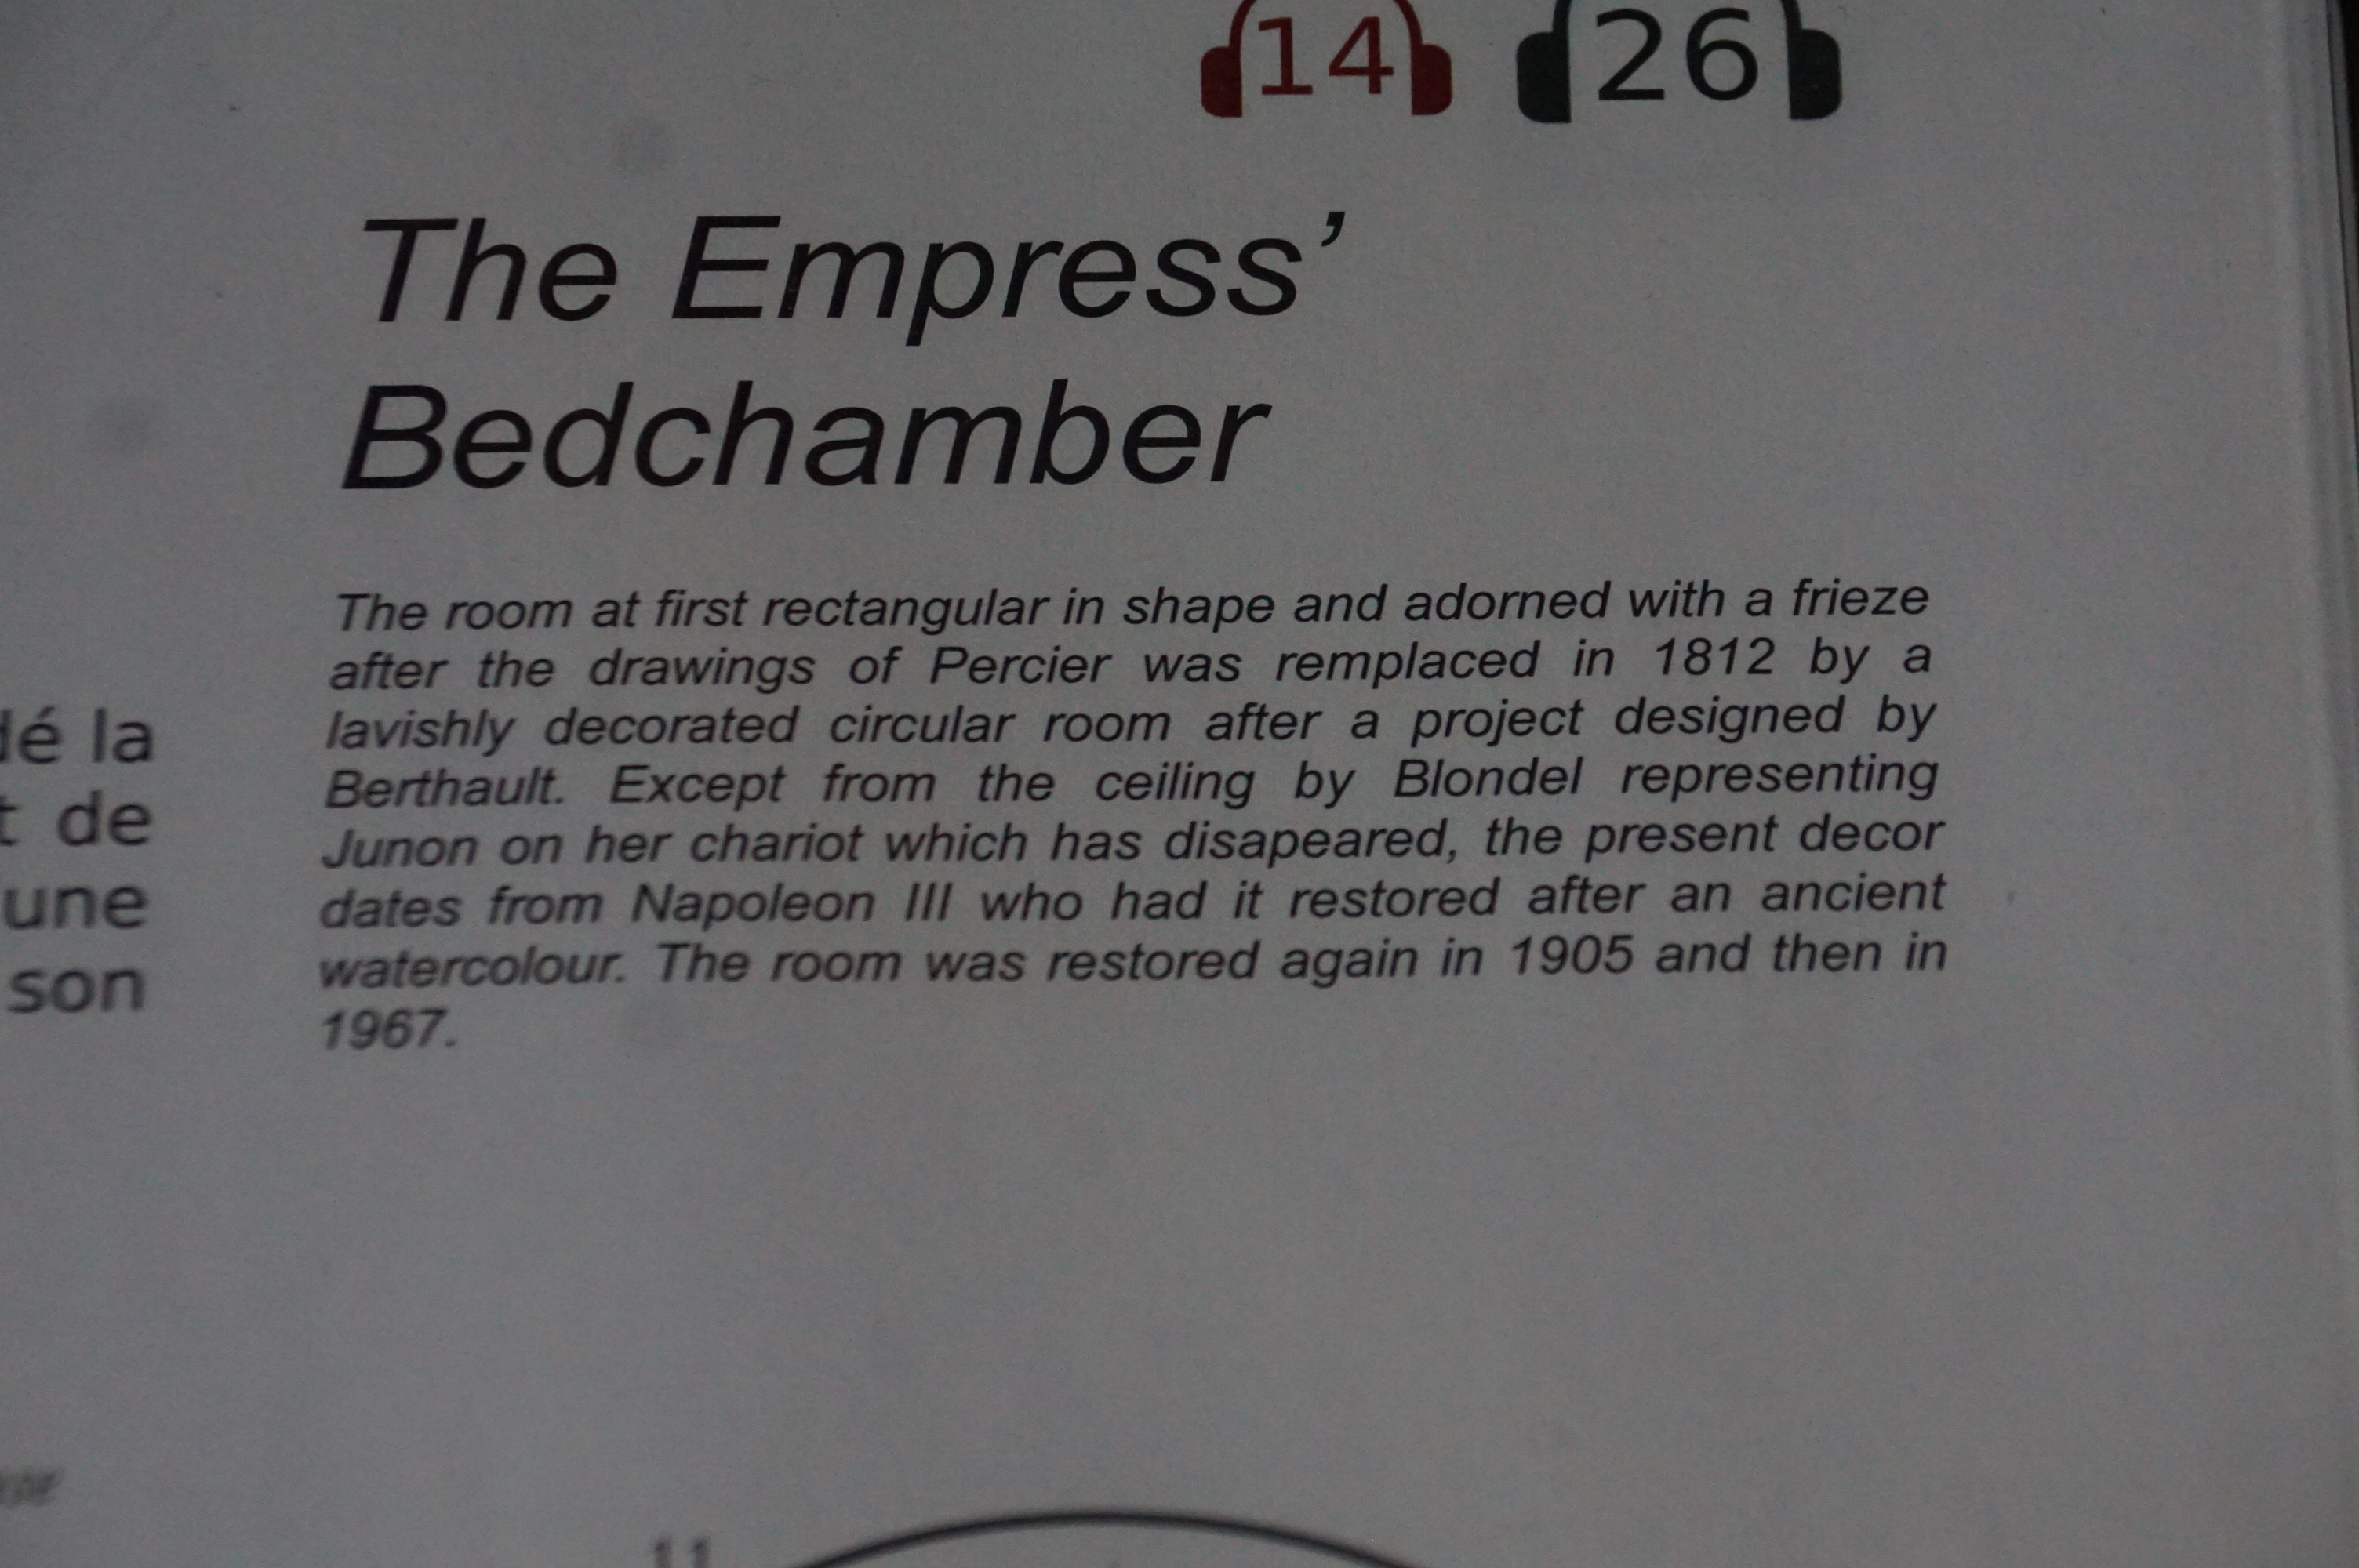 14 26
The Empress’
Bedchamber
The room at first rectangular in shape and adorned with a frieze
after the drawings of Percier was remplaced in 1812 by a
lavishly decorated circular room after a project designed by
Berthault. Except from the ceiling by Blondel representing
Junon on her chariot which has disapeared, the present decor
dates from Napoleon III who had it restored after an ancient
watercolour. The room was restored again in 1905 and then in
1967.
la
de
une
son
11